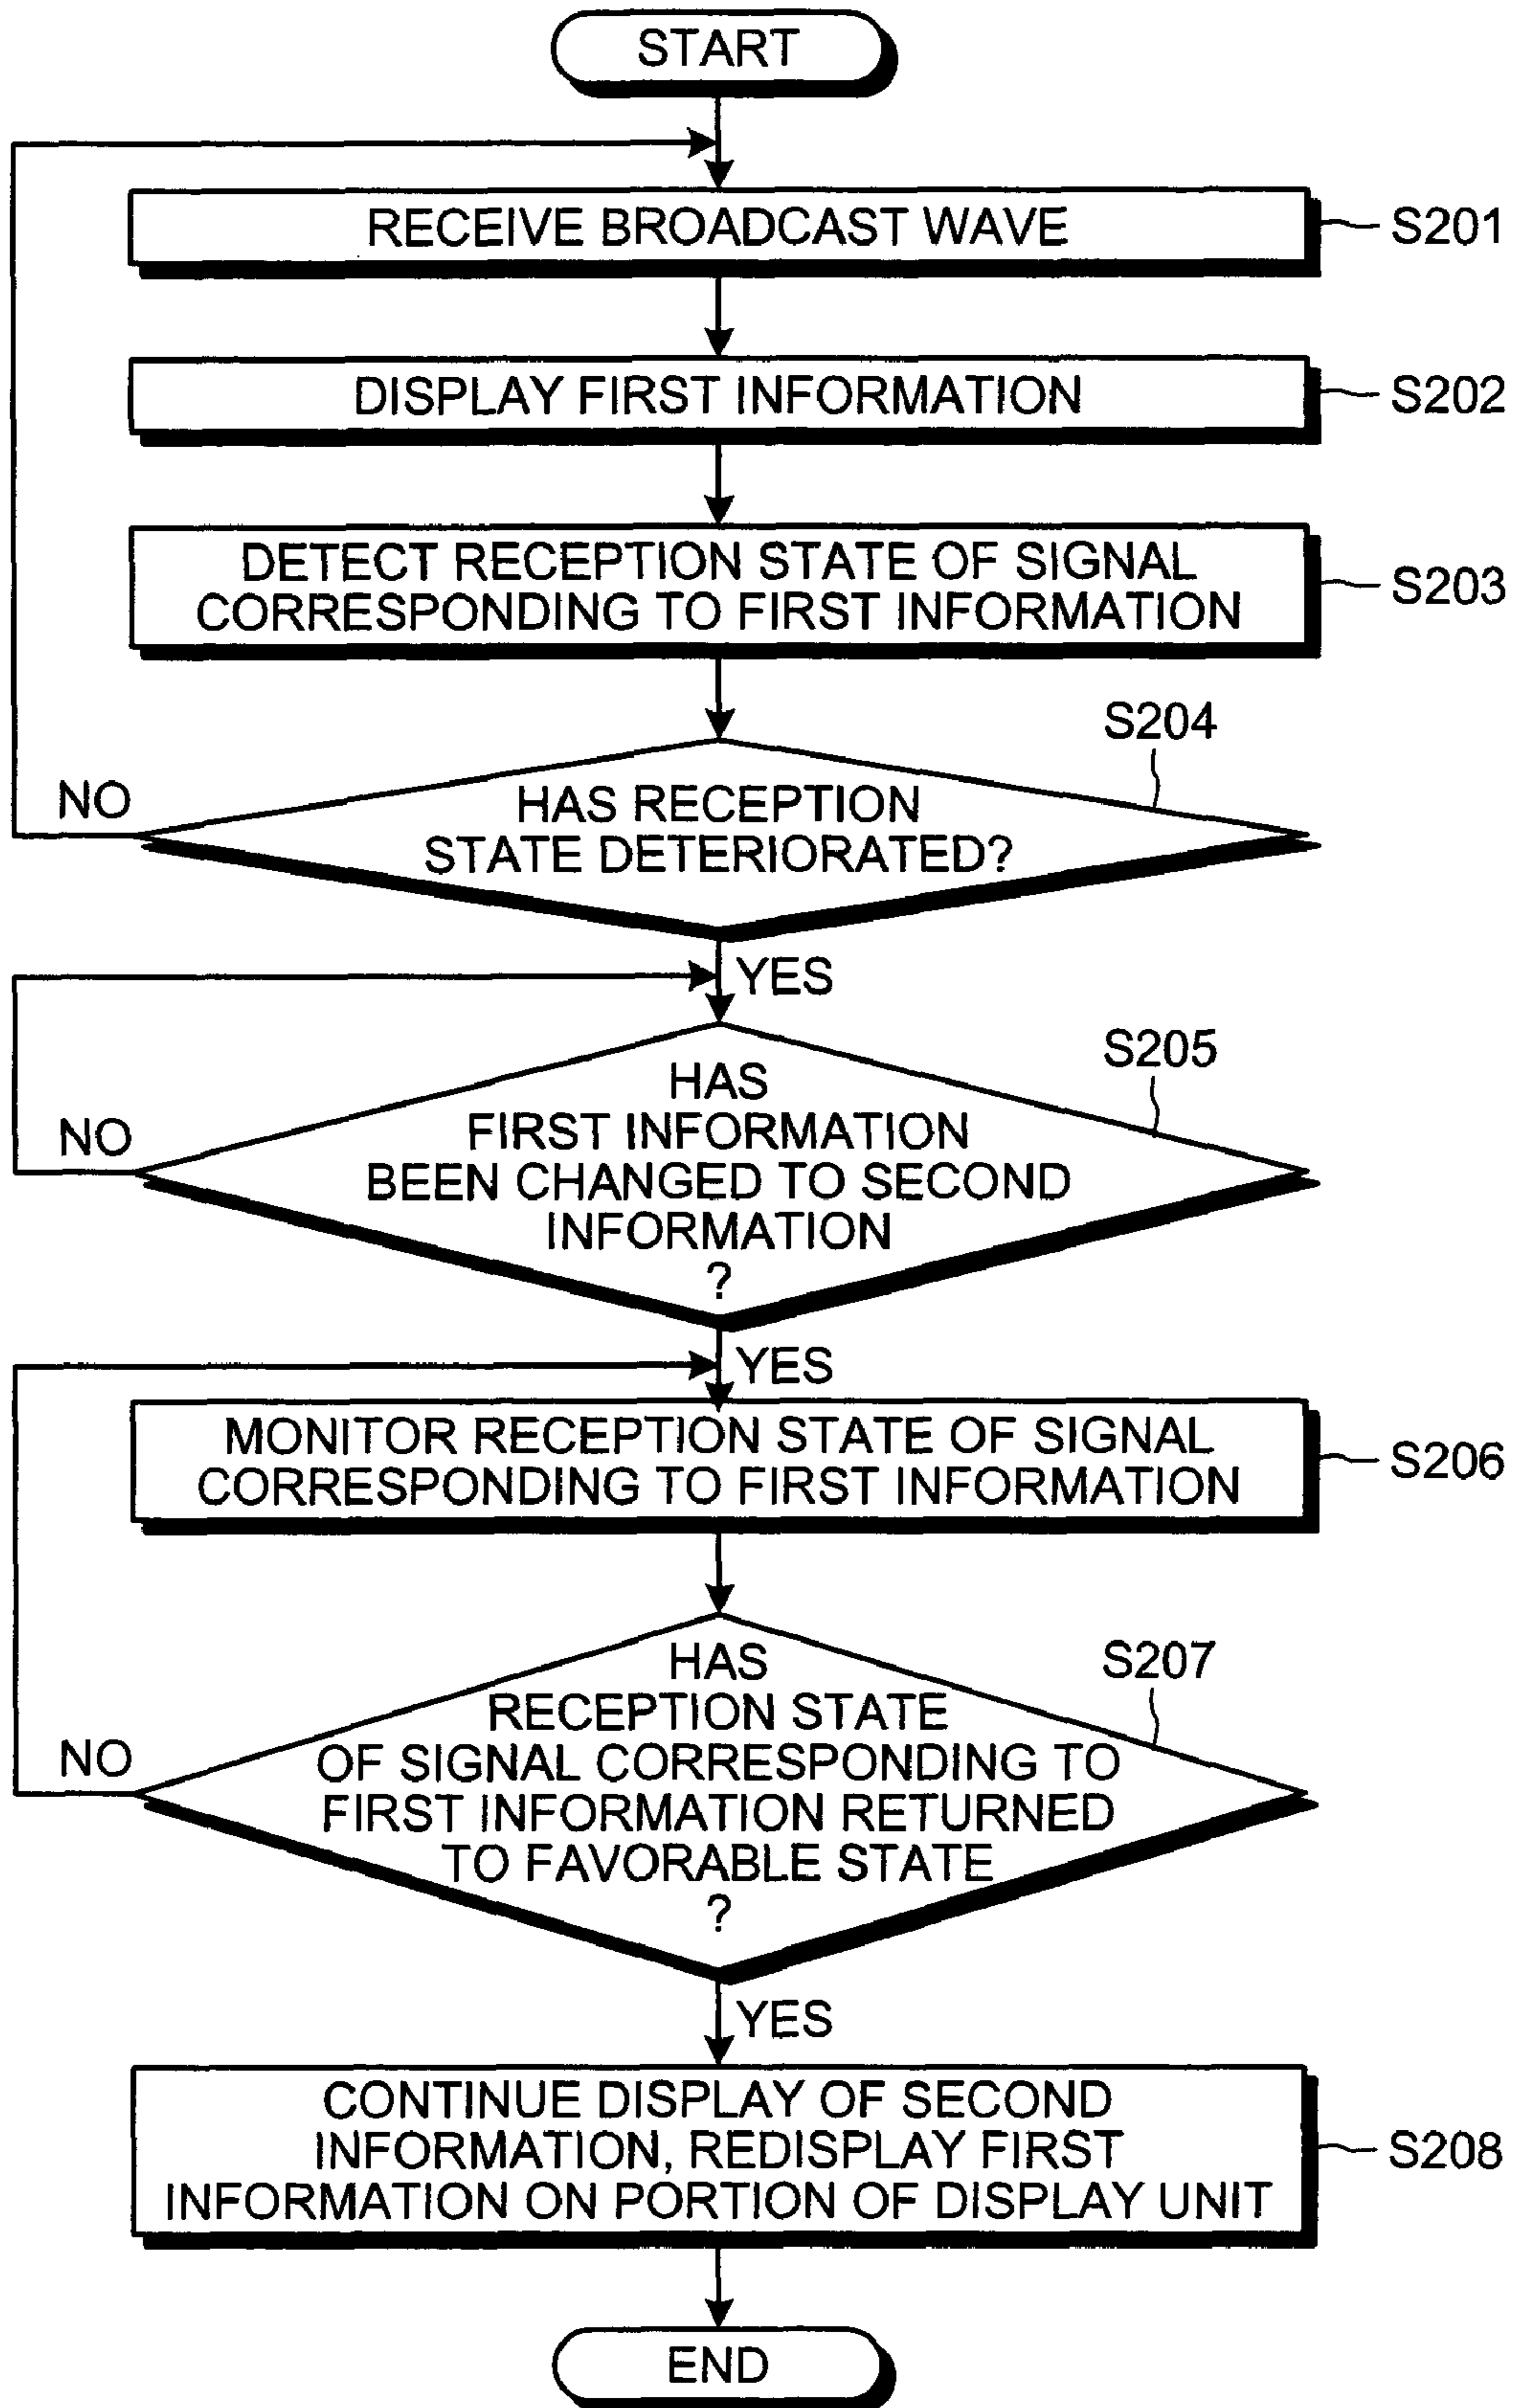 START
RECEIVE BROADCAST WAVE
S201
DISPLAY FIRST INFORMATION
S202
DETECT RECEPTION STATE OF SIGNAL
CORRESPONDING TO FIRST INFORMATION
S203
S204
NO
HAS RECEPTION
STATE DETERIORATED?
YES
S205
NO
HAS
FIRST INFORMATION
BEEN CHANGED TO SECOND
INFORMATION
?
YES
MONITOR RECEPTION STATE OF SIGNAL
CORRESPONDING TO FIRST INFORMATION
S206
S207
NO
HAS
RECEPTION STATE
OF SIGNAL CORRESPONDING TO
FIRST INFORMATION RETURNED
TO FAVORABLE STATE
?
YES
CONTINUE DISPLAY OF SECOND
INFORMATION, REDISPLAY FIRST
INFORMATION ON PORTION OF DISPLAY UNIT
S208
END